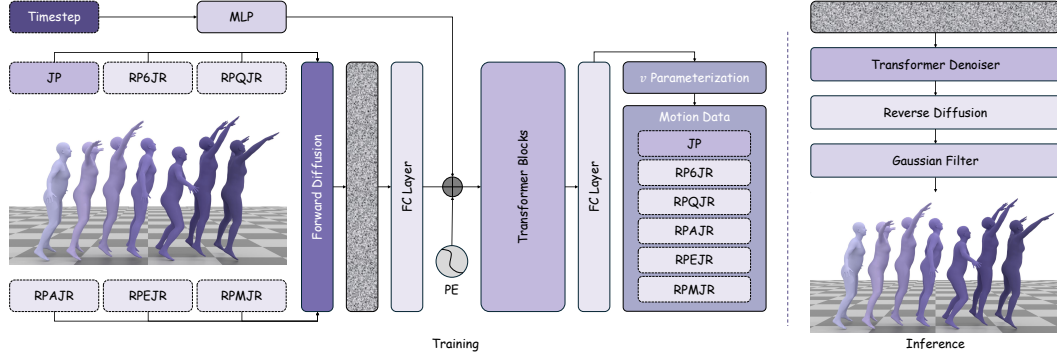 Timestep
MLP
JP
RP6JR
RPQJR
RPAJR
RPEJR
RPMJR
Forward Diffusion
FC Layer
PE
Transformer Blocks
FC Layer
v Parameterization
Motion Data
JP
RP6JR
RPQJR
RPAJR
RPEJR
RPMJR
Training
Transformer Denoiser
Reverse Diffusion
Gaussian Filter
Inference